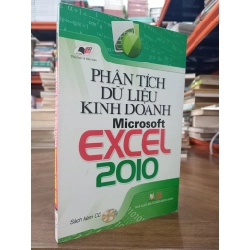 PHÂN TÍCH
DỮ LIỆU
KINH DOANH
Microsoft
EXCEL
2010
Sách kèm CD